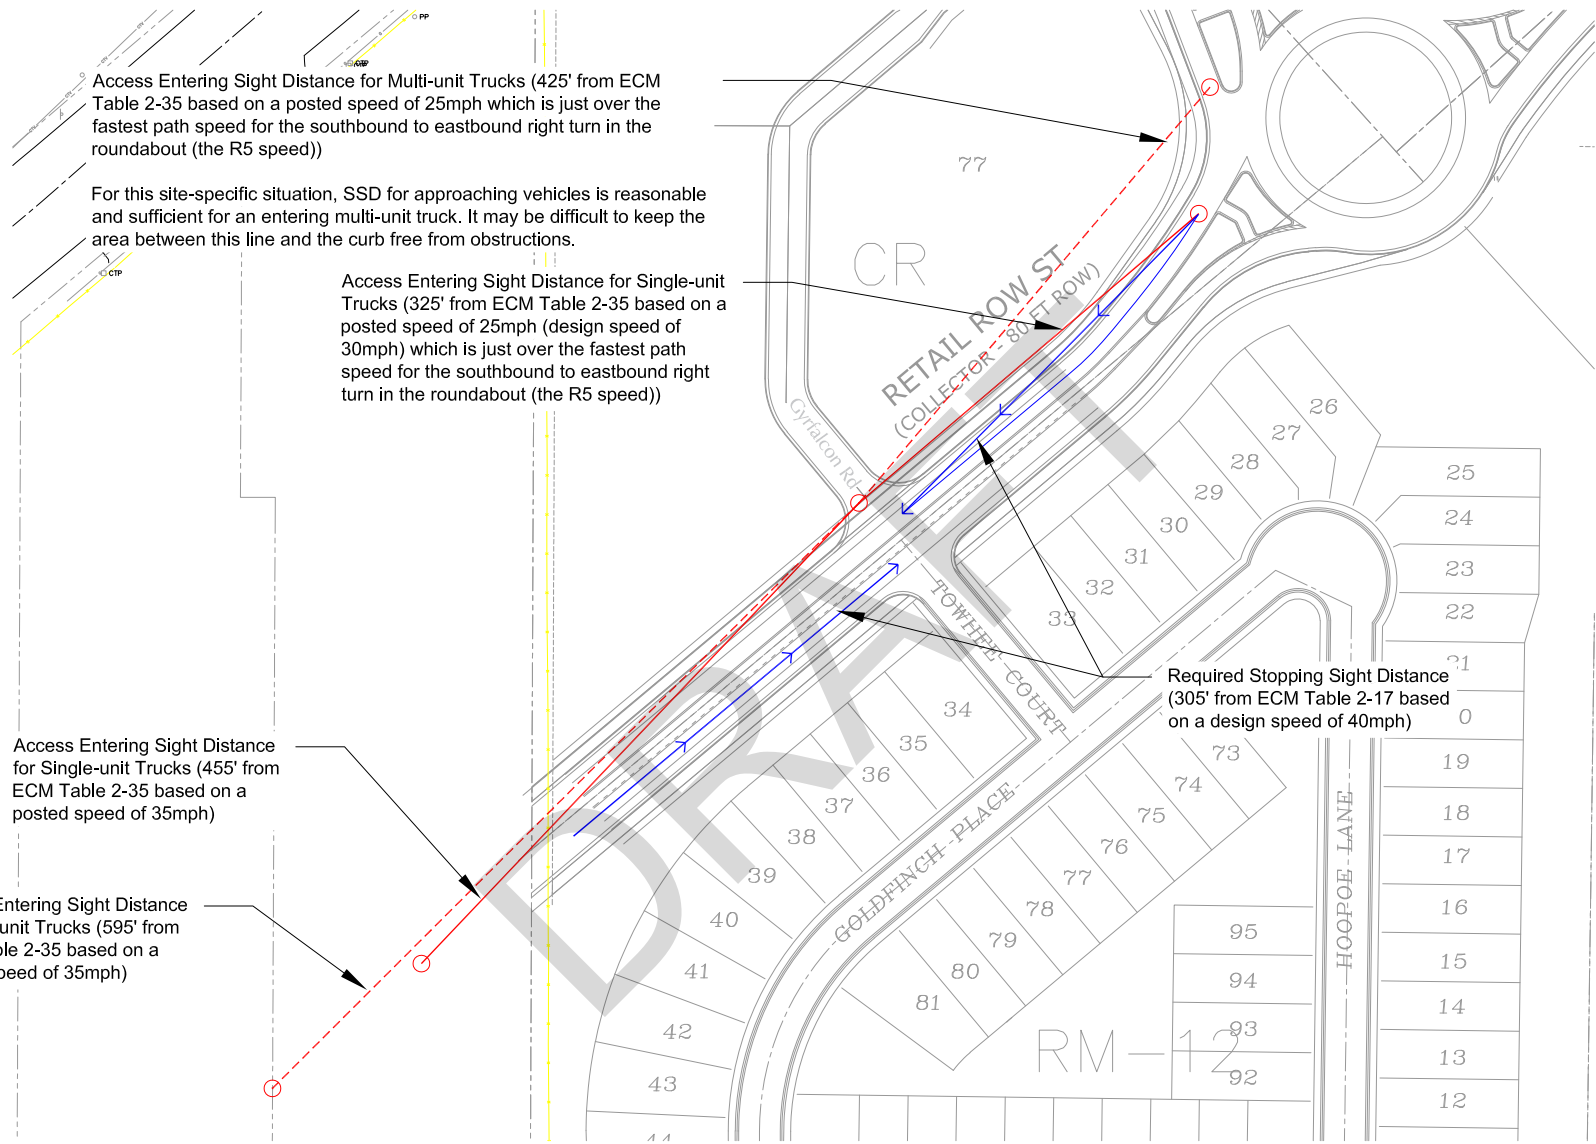 PP
CTP
Access Entering Sight Distance for Multi-unit Trucks (425' from ECM
Table 2-35 based on a posted speed of 25mph which is just over the
fastest path speed for the southbound to eastbound right turn in the
roundabout (the R5 speed))
For this site-specific situation, SSD for approaching vehicles is reasonable
and sufficient for an entering multi-unit truck. It may be difficult to keep the
area between this line and the curb free from obstructions.
Access Entering Sight Distance for Single-unit
Trucks (325' from ECM Table 2-35 based on a
posted speed of 25mph (design speed of
30mph) which is just over the fastest path
speed for the southbound to eastbound right
turn in the roundabout (the R5 speed))
77
CR
RETAIL ROW ST
(COLLECTOR - 80 FT ROW)
Gyrfalcon Rd
DRAFT
26
27
28
29
30
31
32
33
25
24
23
22
21
0
19
18
17
16
15
14
13
12
TOWHEE COURT
Required Stopping Sight Distance
(305' from ECM Table 2-17 based
on a design speed of 40mph)
Access Entering Sight Distance
for Single-unit Trucks (455' from
ECM Table 2-35 based on a
posted speed of 35mph)
Entering Sight Distance
unit Trucks (595' from
ble 2-35 based on a
peed of 35mph)
34
35
36
37
38
39
40
41
42
43
44
GOLDFINCH PLACE
73
74
75
76
77
78
79
80
81
HOOPOE LANE
95
94
93
92
RM-12